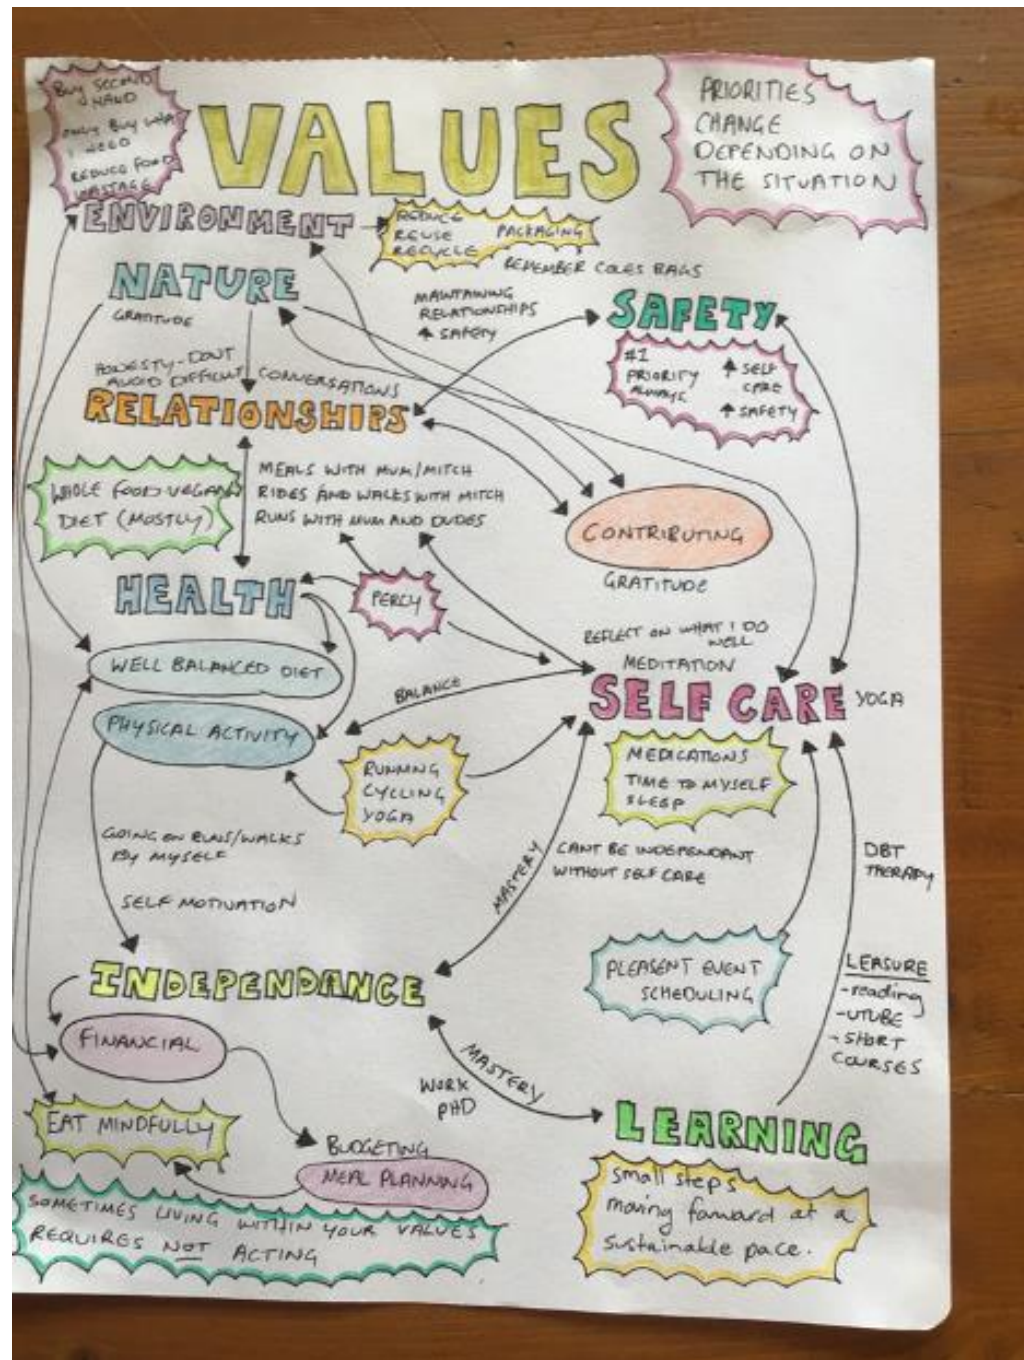 BUY SECOND
HAND
ONLY BUY WHAT
I NEED
REDUCE FOOD
WASTAGE
VALUES
PRIORITIES
CHANGE
DEPENDING ON
THE SITUATION
ENVIRONMENT
REDUCE
REUSE PACKAGING
RECYCLE
REMEMBER COLES BAGS
NATURE
GRATITUDE
MAINTAINING
RELATIONSHIPS
↑ SAFETY
SAFETY
#1
PRIORITY
ALWAYS
↑ SELF
CARE
↑ SAFETY
HONESTY - DONT
AVOID DIFFICULT CONVERSATIONS
RELATIONSHIPS
WHOLE FOOD VEGAN
DIET (MOSTLY)
MEALS WITH MUM/MITCH
RIDES AND WALKS WITH MITCH
RUNS WITH MUM AND DUDES
CONTRIBUTING
GRATITUDE
HEALTH
PERCY
WELL BALANCED DIET
PHYSICAL ACTIVITY
BALANCE
REFLECT ON WHAT I DO
WELL
MEDITATION
SELF CARE YOGA
MEDICATIONS
TIME TO MYSELF
SLEEP
RUNNING
CYCLING
YOGA
GOING ON RUNS/WALKS
BY MYSELF
SELF MOTIVATION
MASTERY
CANT BE INDEPENDANT
WITHOUT SELF CARE
DBT
THERAPY
PLEASENT EVENT
SCHEDULING
LEASURE
-reading
-UTUBE
-SHORT
COURSES
INDEPENDANCE
FINANCIAL
MASTERY
WORK
PHD
EAT MINDFULLY
BUDGETING
MEAL PLANNING
LEARNING
small steps
moving forward at a
sustainable pace.
SOMETIMES LIVING WITHIN YOUR VALUES
REQUIRES NOT ACTING